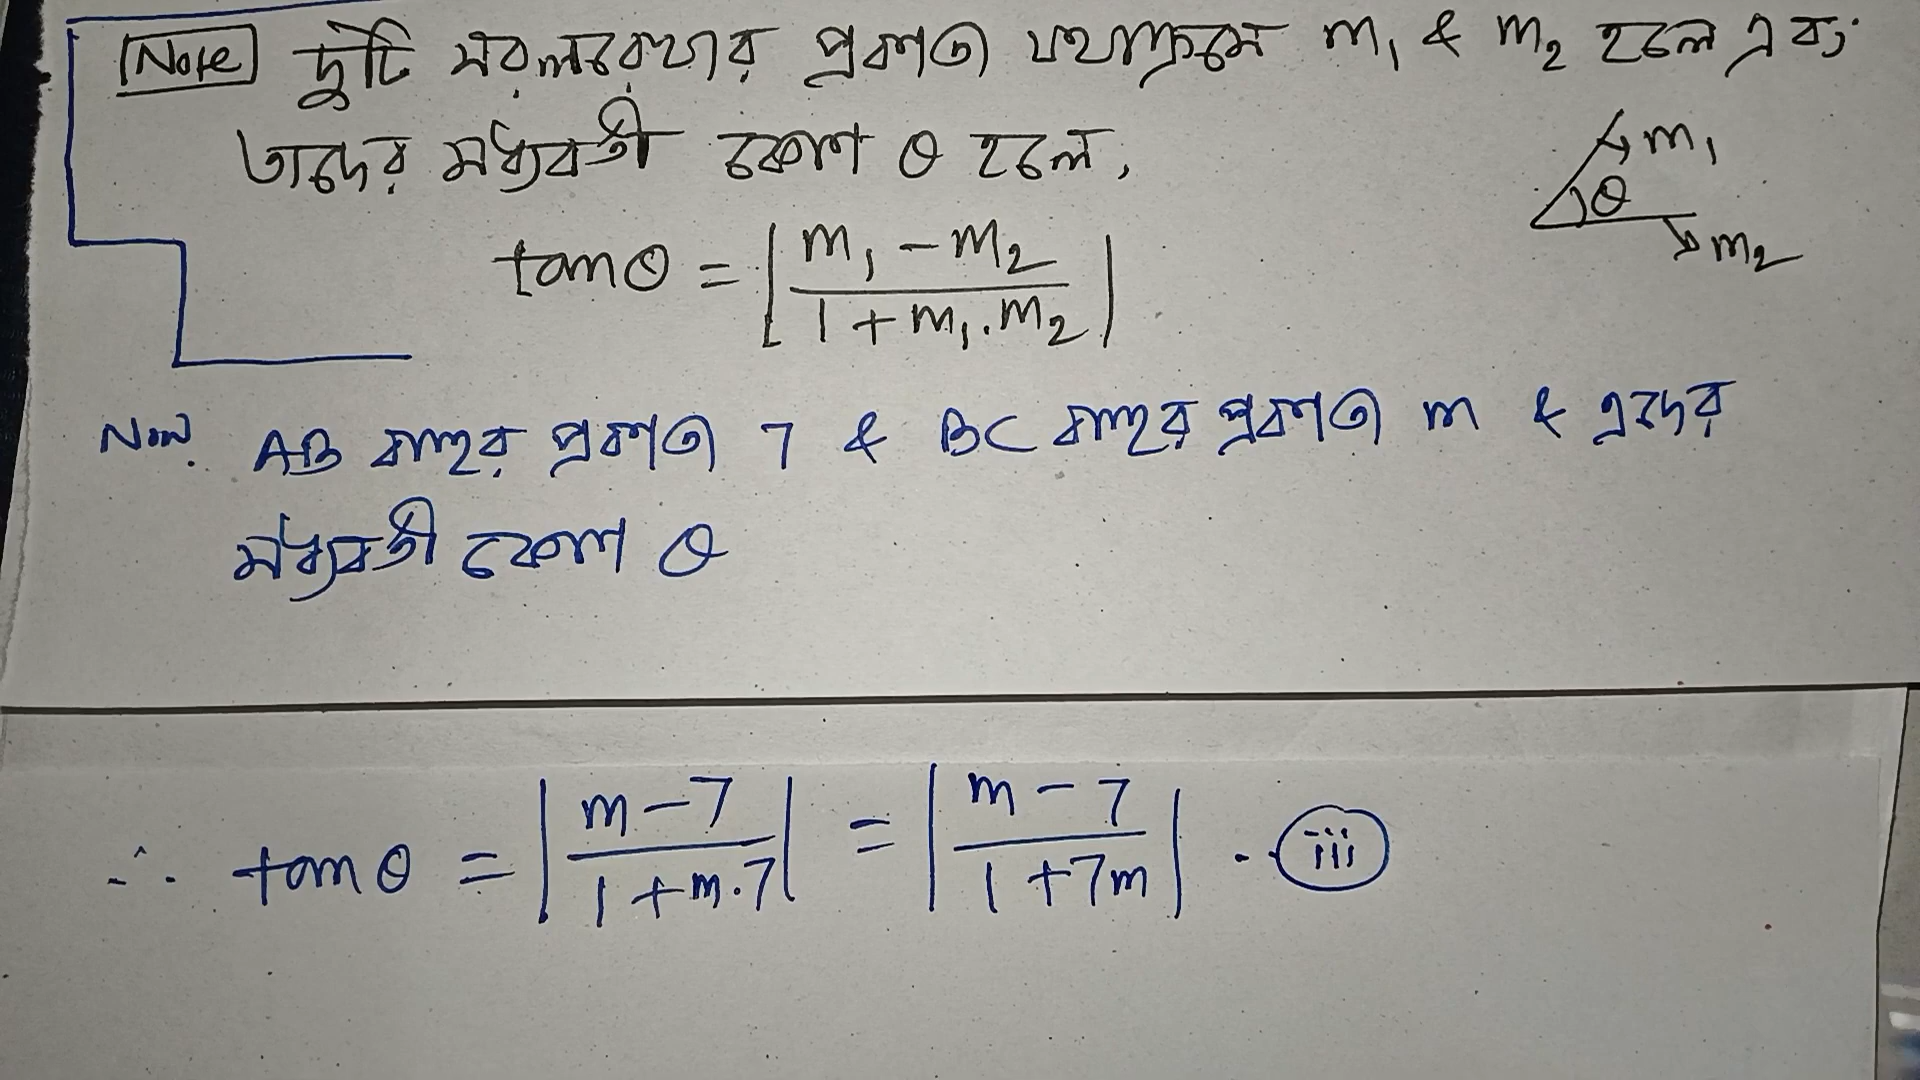 Note দুটি সরলরেখার প্রবণতা যথাক্রমে m₁ & m₂ হলে এবং
তাদের মধ্যবর্তী কোণ θ হলে,
m₁
θ
m₂
tanθ = | (m₁ - m₂) / (1 + m₁.m₂) |
Now. AB বাহুর প্রবণতা 7 & BC বাহুর প্রবণতা m & এদের
মধ্যবর্তী কোণ θ
∴ tanθ = | (m - 7) / (1 + m.7) | = | (m - 7) / (1 + 7m) | .. iii